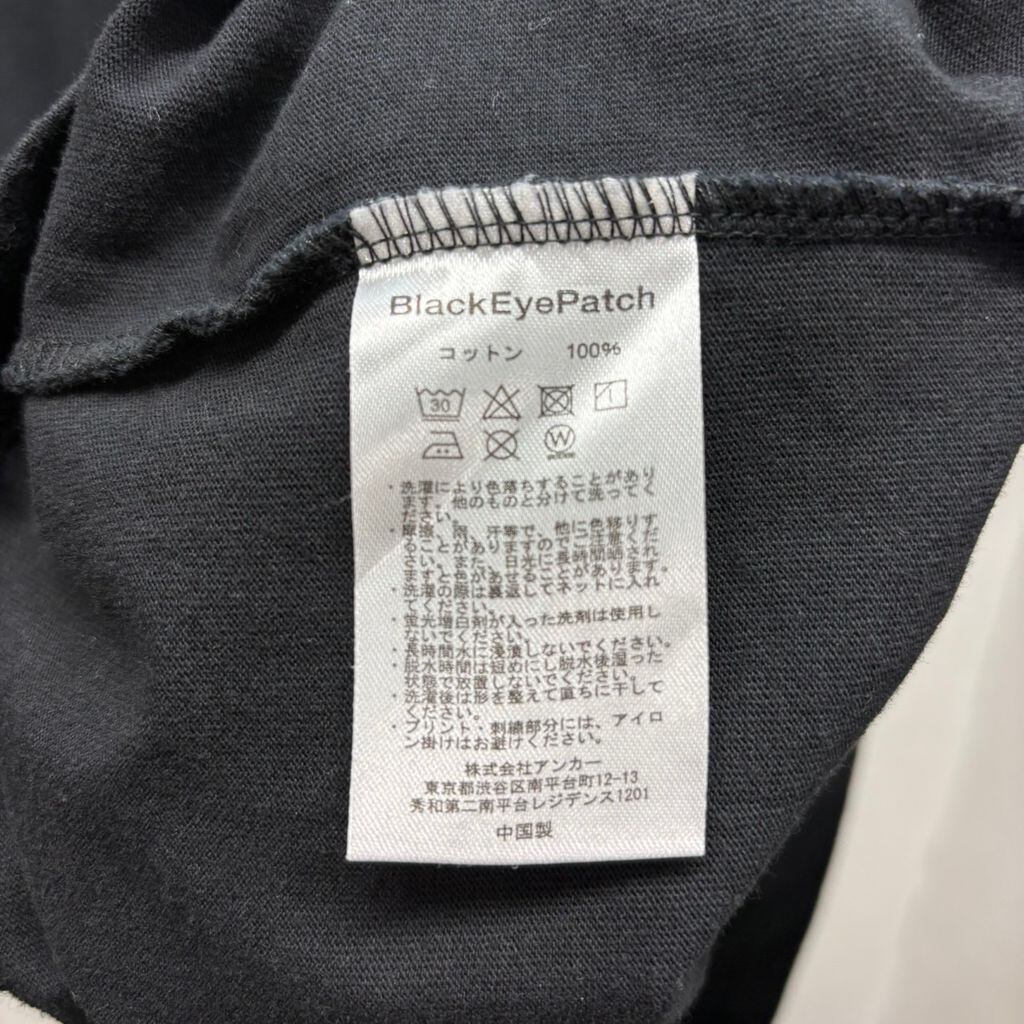 BlackEyePatch
コットン 100%
30
W
・洗濯により色落ちすることがあり
ます。他のものと分けて洗ってく
ださい。
・摩擦、雨、汗等で、他に色移りす
ることがありますのでご注意くだ
さい。また、日光に長時間晒され
ますと色があせることがあります。
・洗濯の際は裏返してネットに入れ
てください。
・蛍光増白剤が入った洗剤は使用し
ないでください。
・長時間水に浸漬しないでください。
・脱水時間は短めにし脱水後湿った
状態で放置しないでください。
・洗濯後は形を整えて直ちに干して
ください。
・プリント・刺繍部分には、アイロ
ン掛けはお避けください。
株式会社アンカー
東京都渋谷区南平台町12-13
秀和第二南平台レジデンス1201
中国製